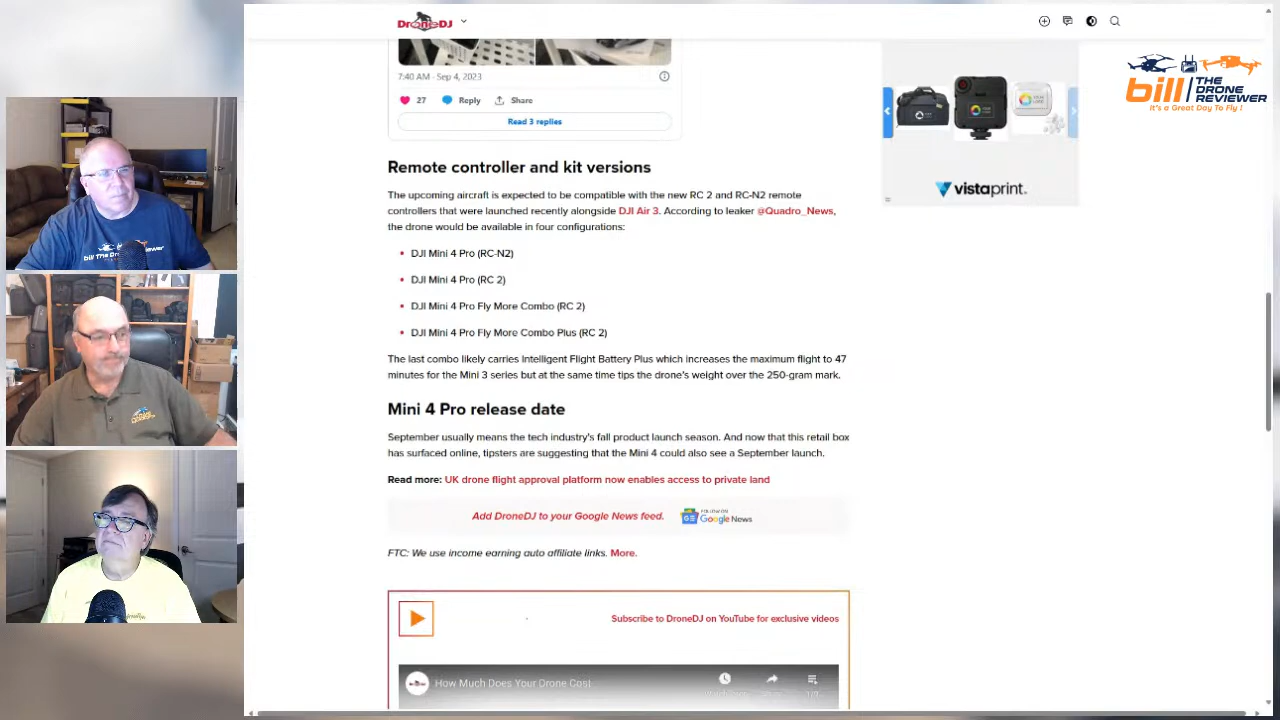 DroneDJ
7:40 AM · Sep 4, 2023
27 Reply Share
Read 3 replies
Remote controller and kit versions
The upcoming aircraft is expected to be compatible with the new RC 2 and RC-N2 remote
controllers that were launched recently alongside DJI Air 3. According to leaker @Quadro_News,
the drone would be available in four configurations:
• DJI Mini 4 Pro (RC-N2)
• DJI Mini 4 Pro (RC 2)
• DJI Mini 4 Pro Fly More Combo (RC 2)
• DJI Mini 4 Pro Fly More Combo Plus (RC 2)
The last combo likely carries Intelligent Flight Battery Plus which increases the maximum flight to 47
minutes for the Mini 3 series but at the same time tips the drone's weight over the 250-gram mark.
Mini 4 Pro release date
September usually means the tech industry's fall product launch season. And now that this retail box
has surfaced online, tipsters are suggesting that the Mini 4 could also see a September launch.
Read more: UK drone flight approval platform now enables access to private land
Add DroneDJ to your Google News feed.
FOLLOW ON
Google News
FTC: We use income earning auto affiliate links. More.
Subscribe to DroneDJ on YouTube for exclusive videos
How Much Does Your Drone Cost
vistaprint.
bill THE
DRONE
REVIEWER
It's a Great Day To Fly !
bill The Drone Reviewer